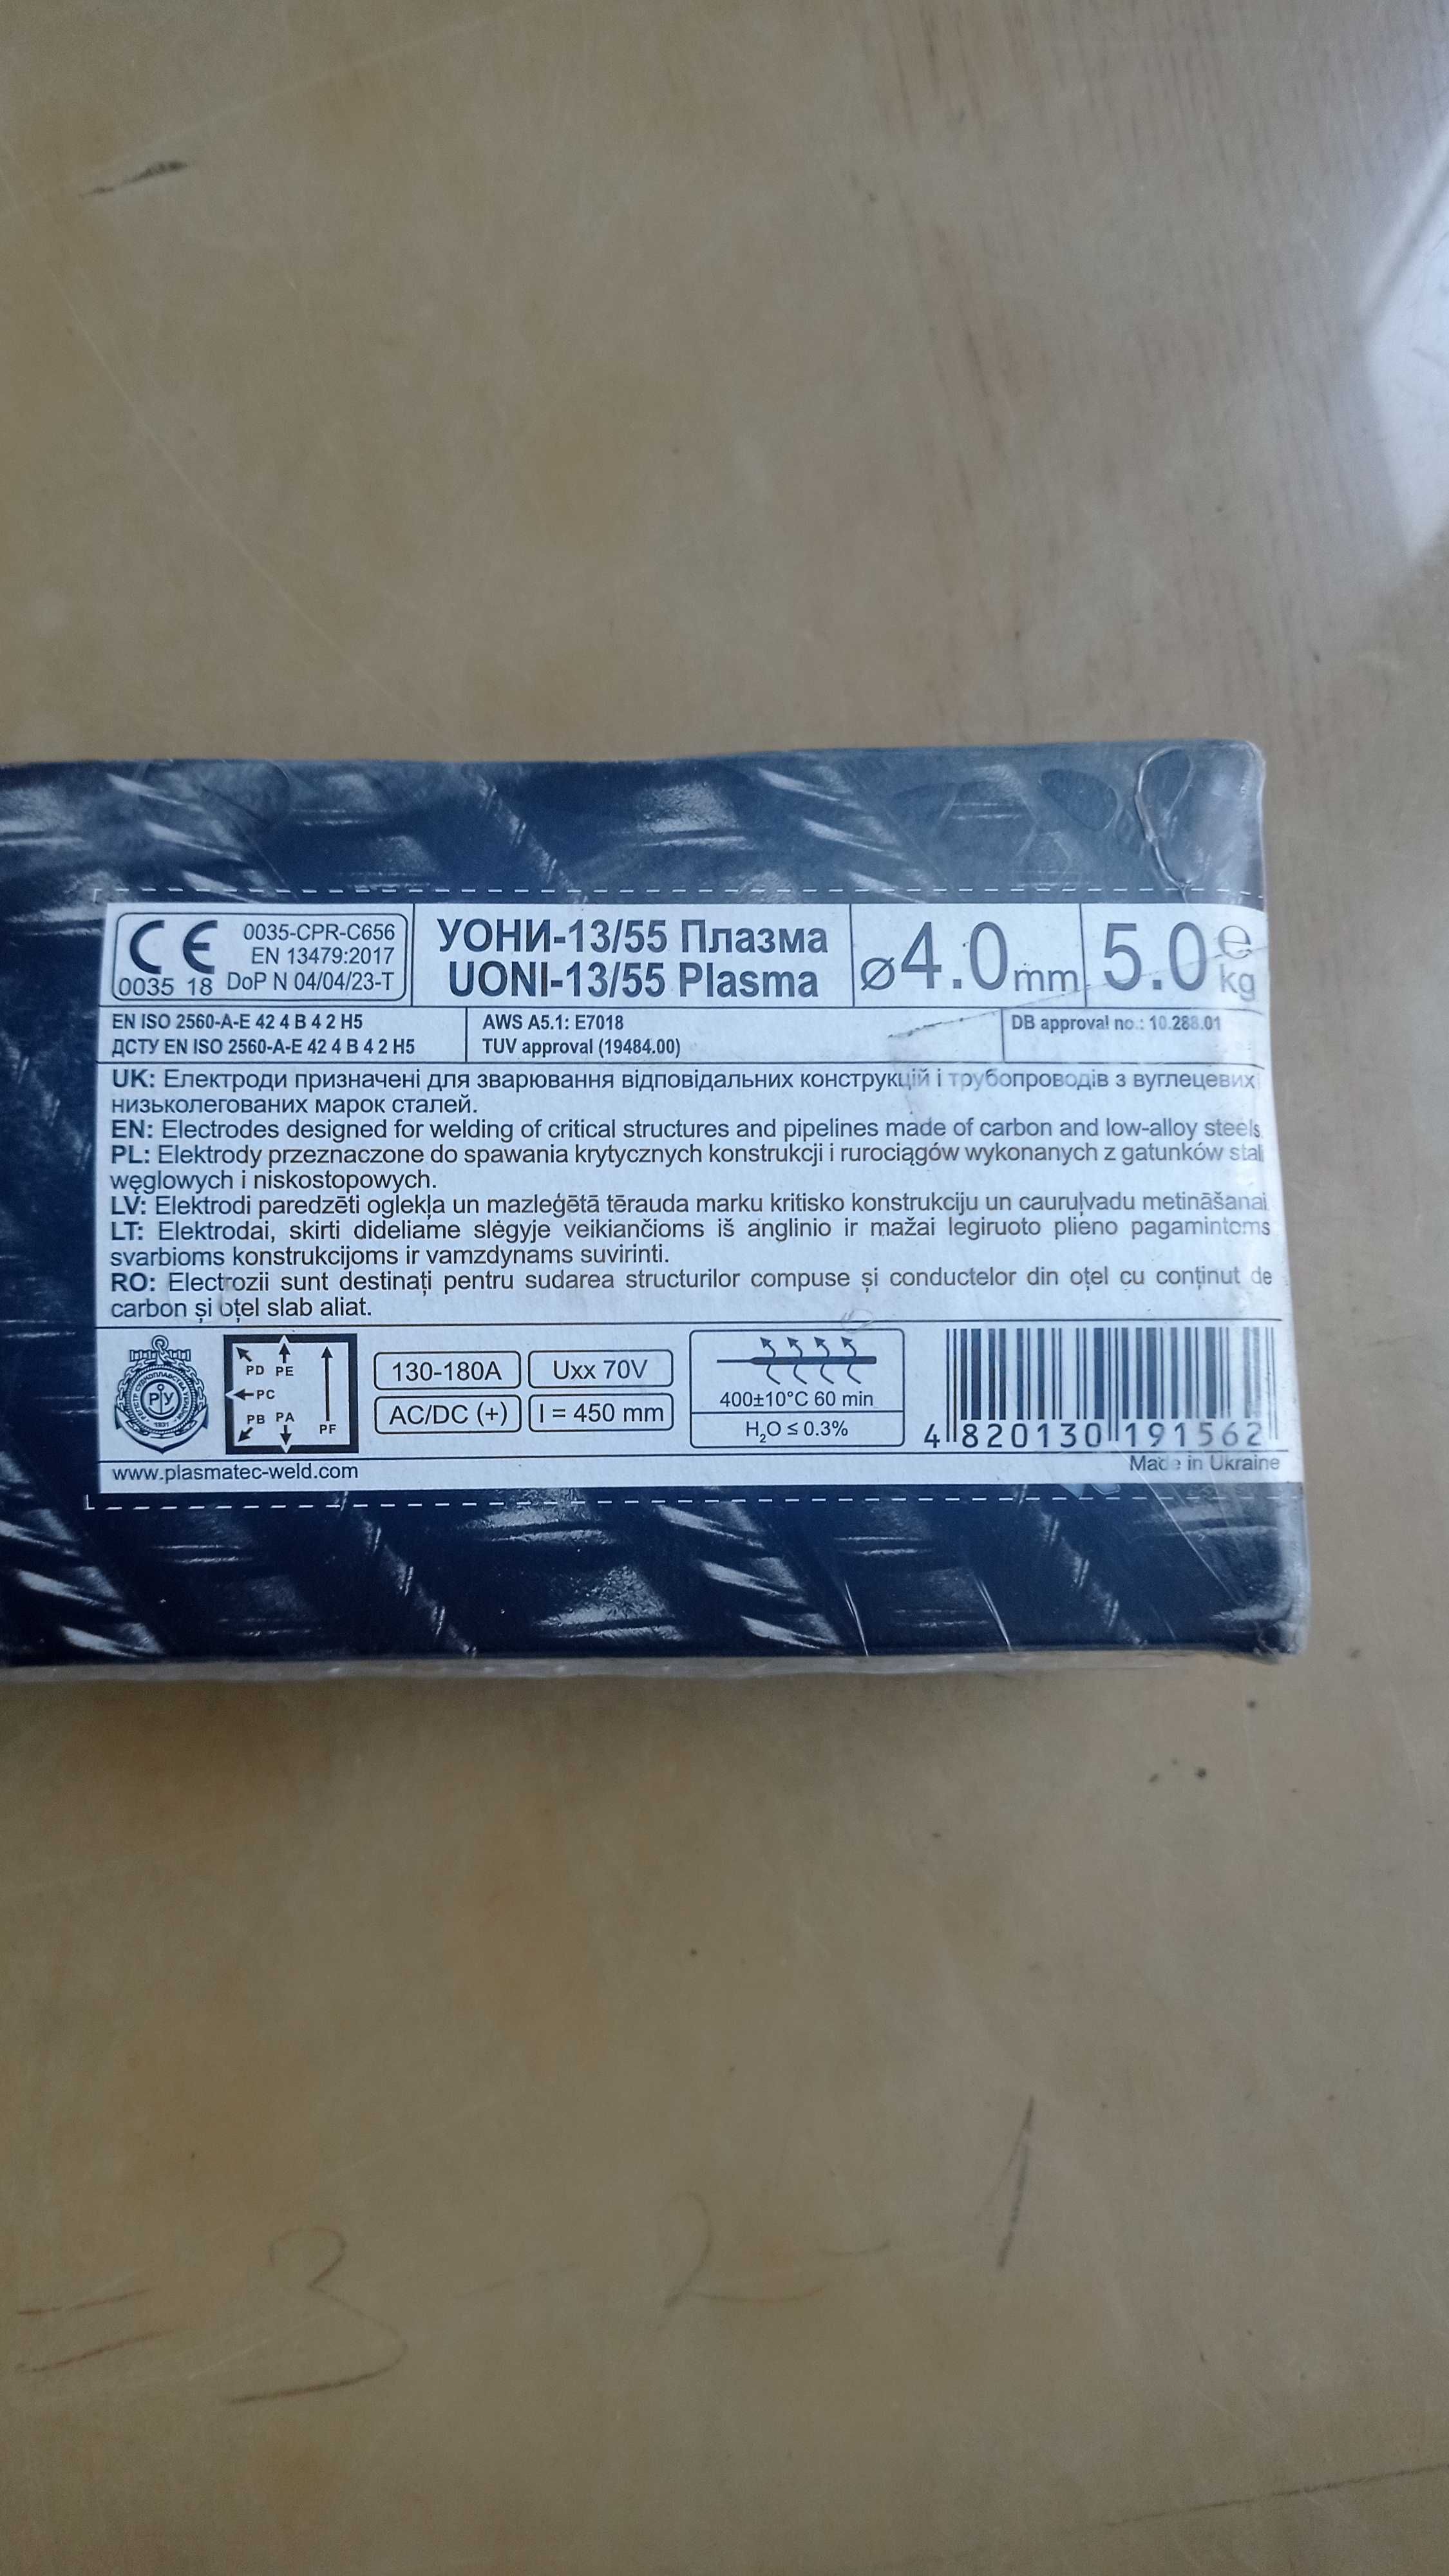 CE
0035 18
0035-CPR-C656
EN 13479:2017
DoP N 04/04/23-T
УОНИ-13/55 Плазма
UONI-13/55 Plasma
⌀4.0mm
5.0 e kg
EN ISO 2560-A-E 42 4 B 4 2 H5
ДСТУ EN ISO 2560-A-E 42 4 B 4 2 H5
AWS A5.1: E7018
TUV approval (19484.00)
DB approval no.: 10.288.01
UK: Електроди призначені для зварювання відповідальних конструкцій і трубопроводів з вуглецевих
низьколегованих марок сталей.
EN: Electrodes designed for welding of critical structures and pipelines made of carbon and low-alloy steels
PL: Elektrody przeznaczone do spawania krytycznych konstrukcji i rurociągów wykonanych z gatunków stali
węglowych i niskostopowych.
LV: Elektrodi paredzēti oglekļa un mazleģētā tērauda marku kritisko konstrukciju un cauruļvadu metināšanai
LT: Elektrodai, skirti dideliame slėgyje veikiančioms iš anglinio ir mažai legiruoto plieno pagamintoms
svarbioms konstrukcijoms ir vamzdynams suvirinti.
RO: Electrozii sunt destinați pentru sudarea structurilor compuse și conductelor din oțel cu conținut de
carbon și oțel slab aliat.
РУ
1931
PD PE
PC
PB PA
PF
130-180A
Uxx 70V
AC/DC (+)
l = 450 mm
400±10°C 60 min
H₂O ≤ 0.3%
4 820130 191562
www.plasmatec-weld.com
Made in Ukraine
= 3 - 2 - 1